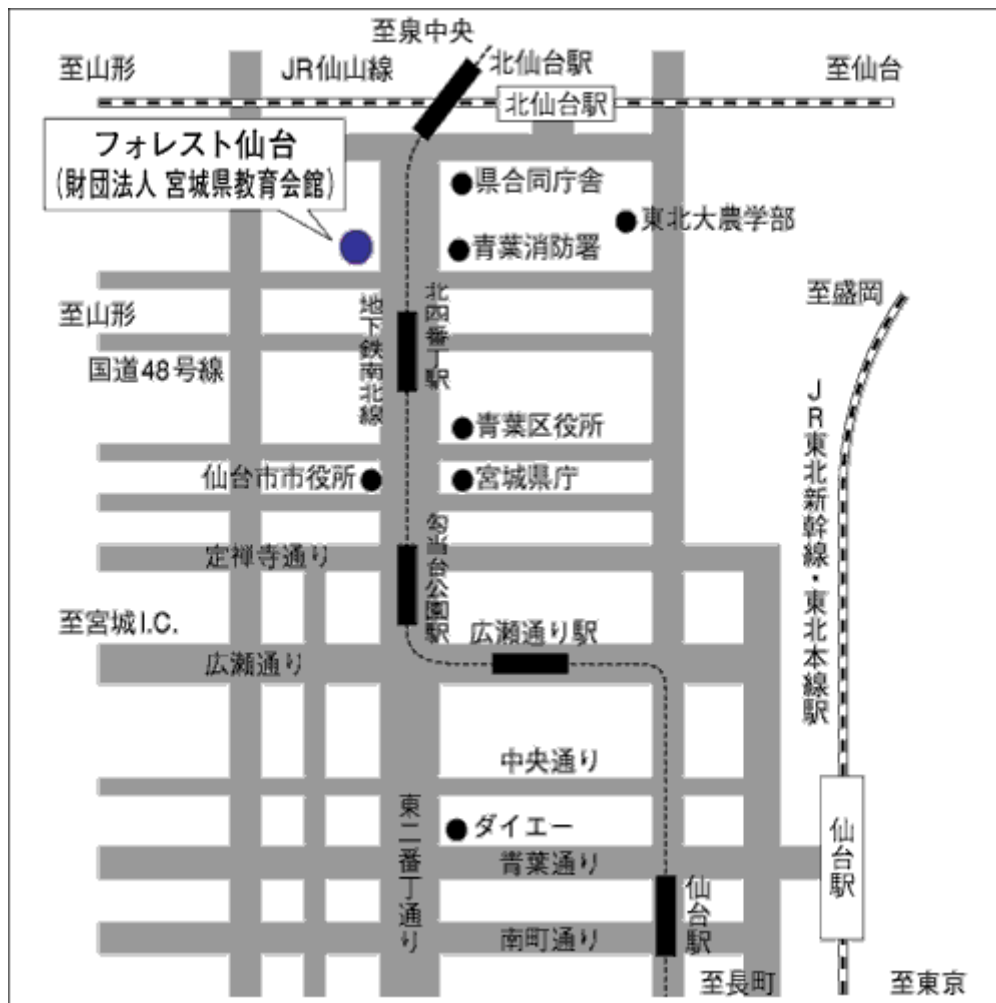 至泉中央
至山形
JR仙山線
北仙台駅
至仙台
北仙台駅
フォレスト仙台
(財団法人 宮城県教育会館)
県合同庁舎
東北大農学部
青葉消防署
至盛岡
至山形
北四番丁駅
地下鉄南北線
国道48号線
JR東北新幹線・東北本線駅
青葉区役所
仙台市市役所
宮城県庁
勾当台公園駅
定禅寺通り
至宮城I.C.
広瀬通り駅
広瀬通り
中央通り
東二番丁通り
ダイエー
仙台駅
青葉通り
仙台駅
南町通り
至長町
至東京